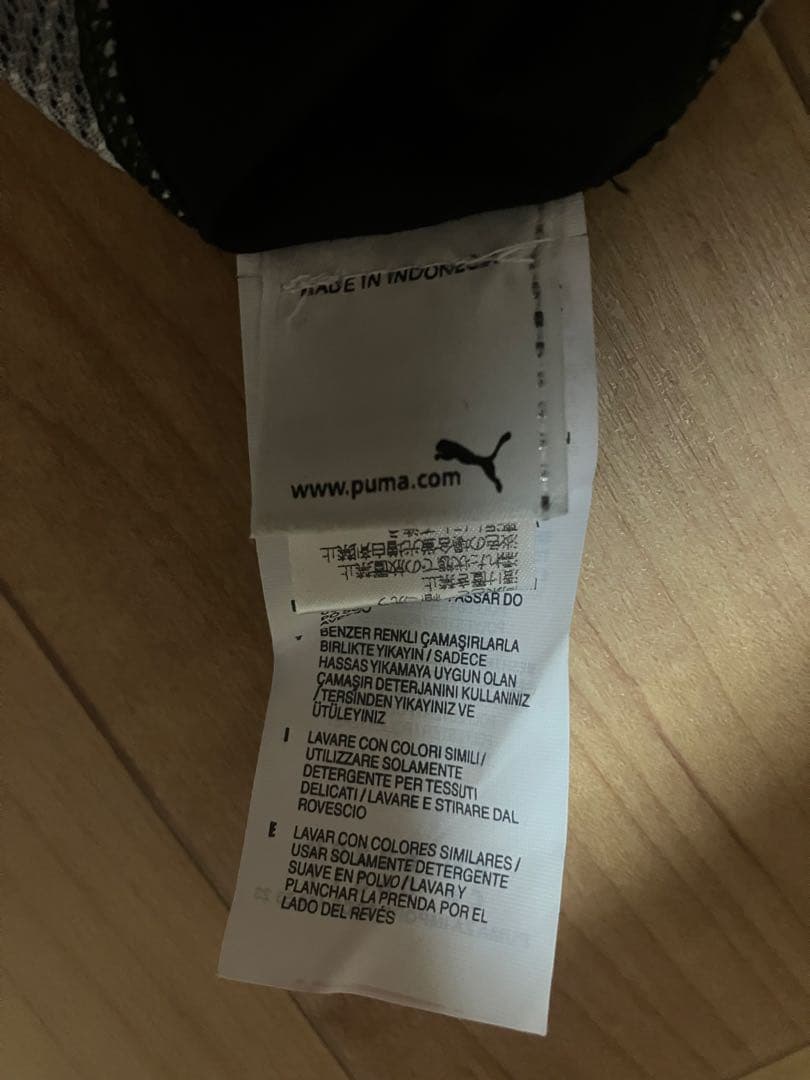 MADE IN INDONESIA
www.puma.com
PASSAR DO
BENZER RENKLİ ÇAMAŞIRLARLA
BIRLIKTE YIKAYIN / SADECE
HASSAS YIKAMAYA UYGUN OLAN
ÇAMAŞIR DETERJANINI KULLANINIZ
/ TERSİNDEN YIKAYINIZ VE
ÜTÜLEYINIZ
I LAVARE CON COLORI SIMILI /
UTILIZZARE SOLAMENTE
DETERGENTE PER TESSUTI
DELICATI / LAVARE E STIRARE DAL
ROVESCIO
E LAVAR CON COLORES SIMILARES /
USAR SOLAMENTE DETERGENTE
SUAVE EN POLVO / LAVAR Y
PLANCHAR LA PRENDA POR EL
LADO DEL REVÉS